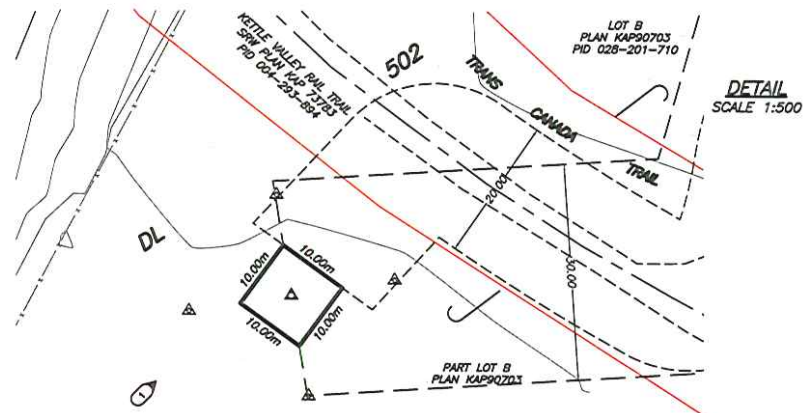 LOT B
PLAN KAP90703
PID 028-201-710
DETAIL
SCALE 1:500
KETTLE VALLEY RAIL TRAIL
SRW PLAN KAP 73783
PID 004-293-894
502
TRANS
CANADA
TRAIL
20.00
30.00
DL
10.00m
10.00m
10.00m
10.00m
PART LOT B
PLAN KAP90703
1